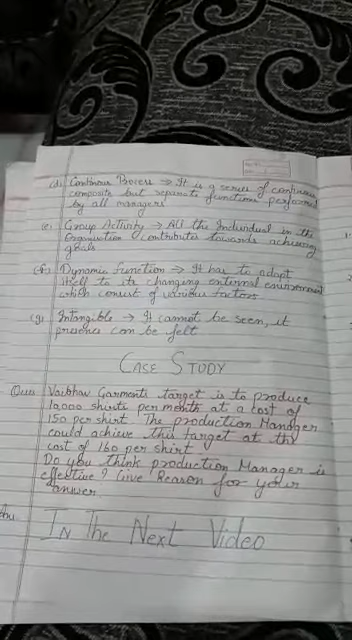 (d) Continuous Process → It is a series of continuous
composite but separate functions performed
by all managers
(e) Group Activity → All the Individual in the
Organisation contributes towards achieving
goals
(f) Dynamic Function → It has to adapt
itself to its changing external environment
which consist of various factors
(g) Intangible → It cannot be seen, it
presence can be felt
CASE STUDY
Ques Vaibhav Garments target is to produce
10,000 shirts per month at a cost of
150 per shirt. The production Manager
could achieve this target at the
cost of 160 per shirt
Do you think production Manager is
effective? Give Reason for your
answer.
IN The Next Video